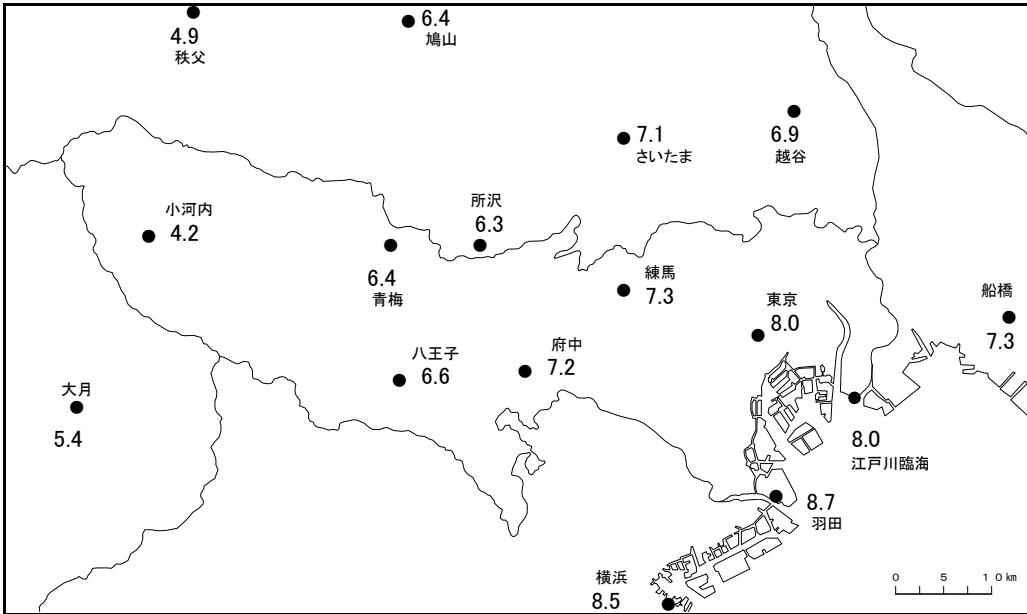 4.9
秩父
6.4
鳩山
7.1
さいたま
6.9
越谷
小河内
4.2
所沢
6.3
6.4
青梅
練馬
7.3
東京
8.0
船橋
7.3
八王子
6.6
府中
7.2
大月
5.4
8.0
江戸川臨海
8.7
羽田
横浜
8.5
0 5 10km